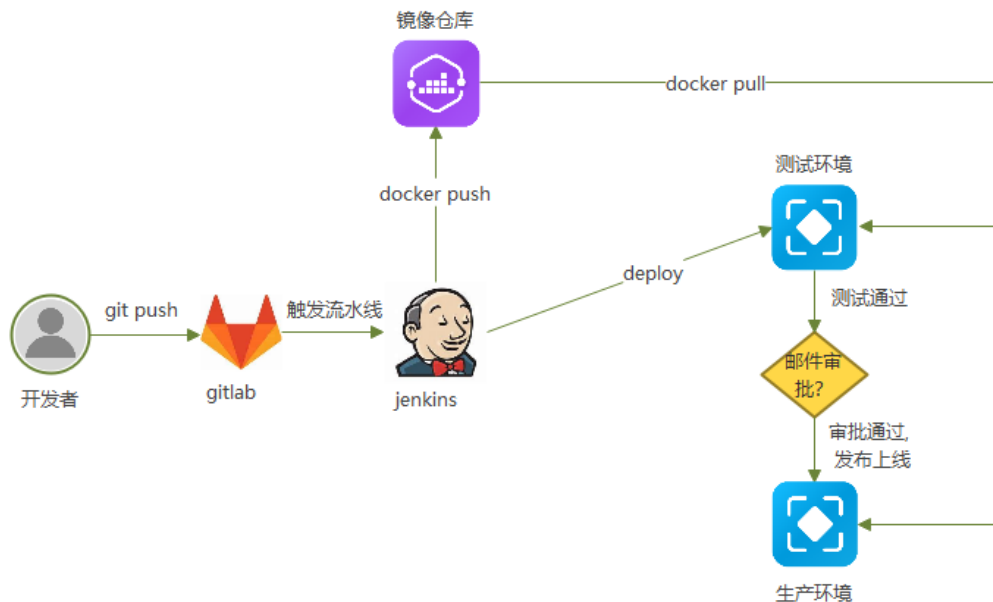 镜像仓库
docker pull
测试环境
docker push
deploy
git push
触发流水线
测试通过
邮件审
批?
开发者
gitlab
jenkins
审批通过,
发布上线
生产环境